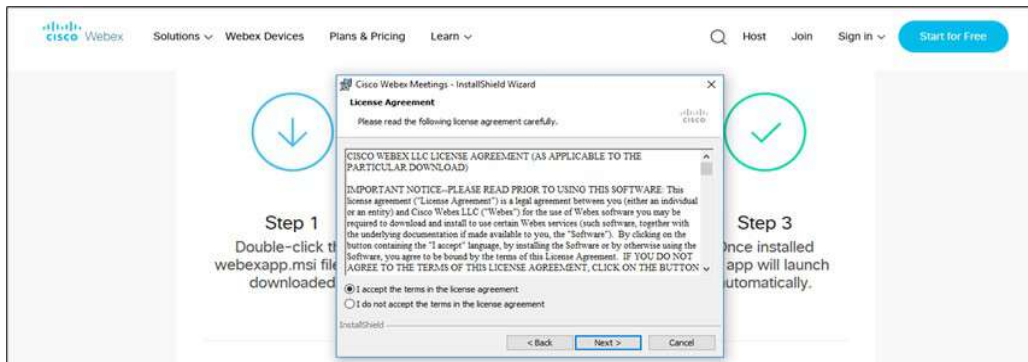 CISCO Webex Solutions Webex Devices Plans & Pricing Learn Host Join Sign in Start for Free
Cisco Webex Meetings - InstallShield Wizard
License Agreement
Please read the following license agreement carefully.
CISCO
CISCO WEBEX LLC LICENSE AGREEMENT (AS APPLICABLE TO THE
PARTICULAR DOWNLOAD)
IMPORTANT NOTICE--PLEASE READ PRIOR TO USING THIS SOFTWARE: This
license agreement ("License Agreement") is a legal agreement between you (either an individual
or an entity) and Cisco Webex LLC ("Webex") for the use of Webex software you may be
required to download and install to use certain Webex services (such software, together with
the underlying documentation if made available to you, the "Software"). By clicking on the
button containing the "I accept" language, by installing the Software or by otherwise using the
Software, you agree to be bound by the terms of this License Agreement. IF YOU DO NOT
AGREE TO THE TERMS OF THIS LICENSE AGREEMENT, CLICK ON THE BUTTON
I accept the terms in the license agreement
I do not accept the terms in the license agreement
InstallShield
< Back Next > Cancel
Step 1
Double-click
webexapp.msi
downloaded
Step 3
Once installed
app will launch
automatically.